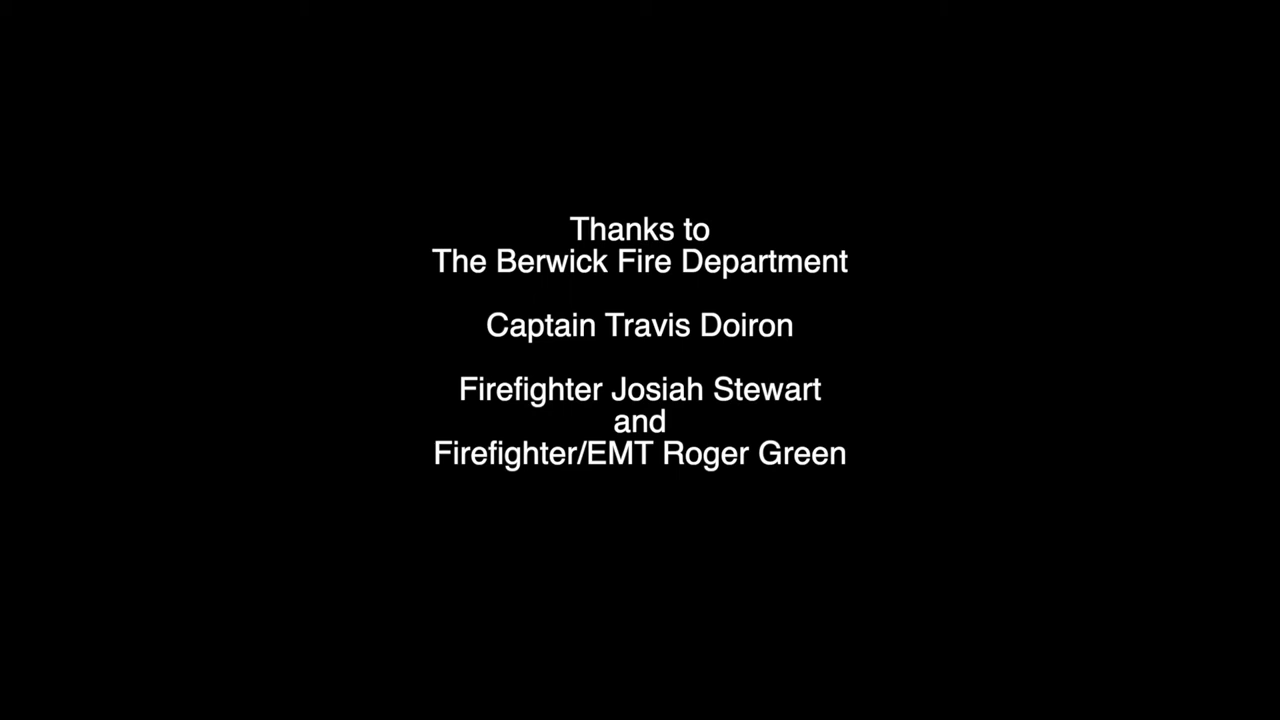 Thanks to
The Berwick Fire Department
Captain Travis Doiron
Firefighter Josiah Stewart
and
Firefighter/EMT Roger Green